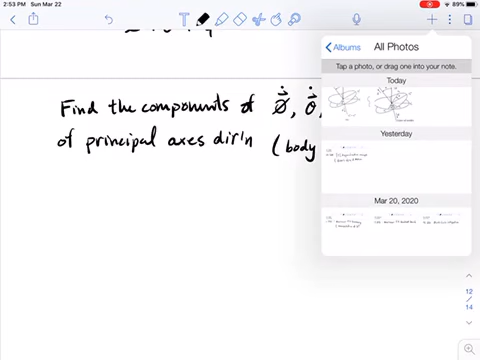 2:53 PM Sun Mar 22
89%
Albums
All Photos
Tap a photo, or drag one into your note.
Today
Yesterday
Mar 20, 2020
Find the components of ϕ̇, θ̇,
of principal axes dir'n (body
12
14